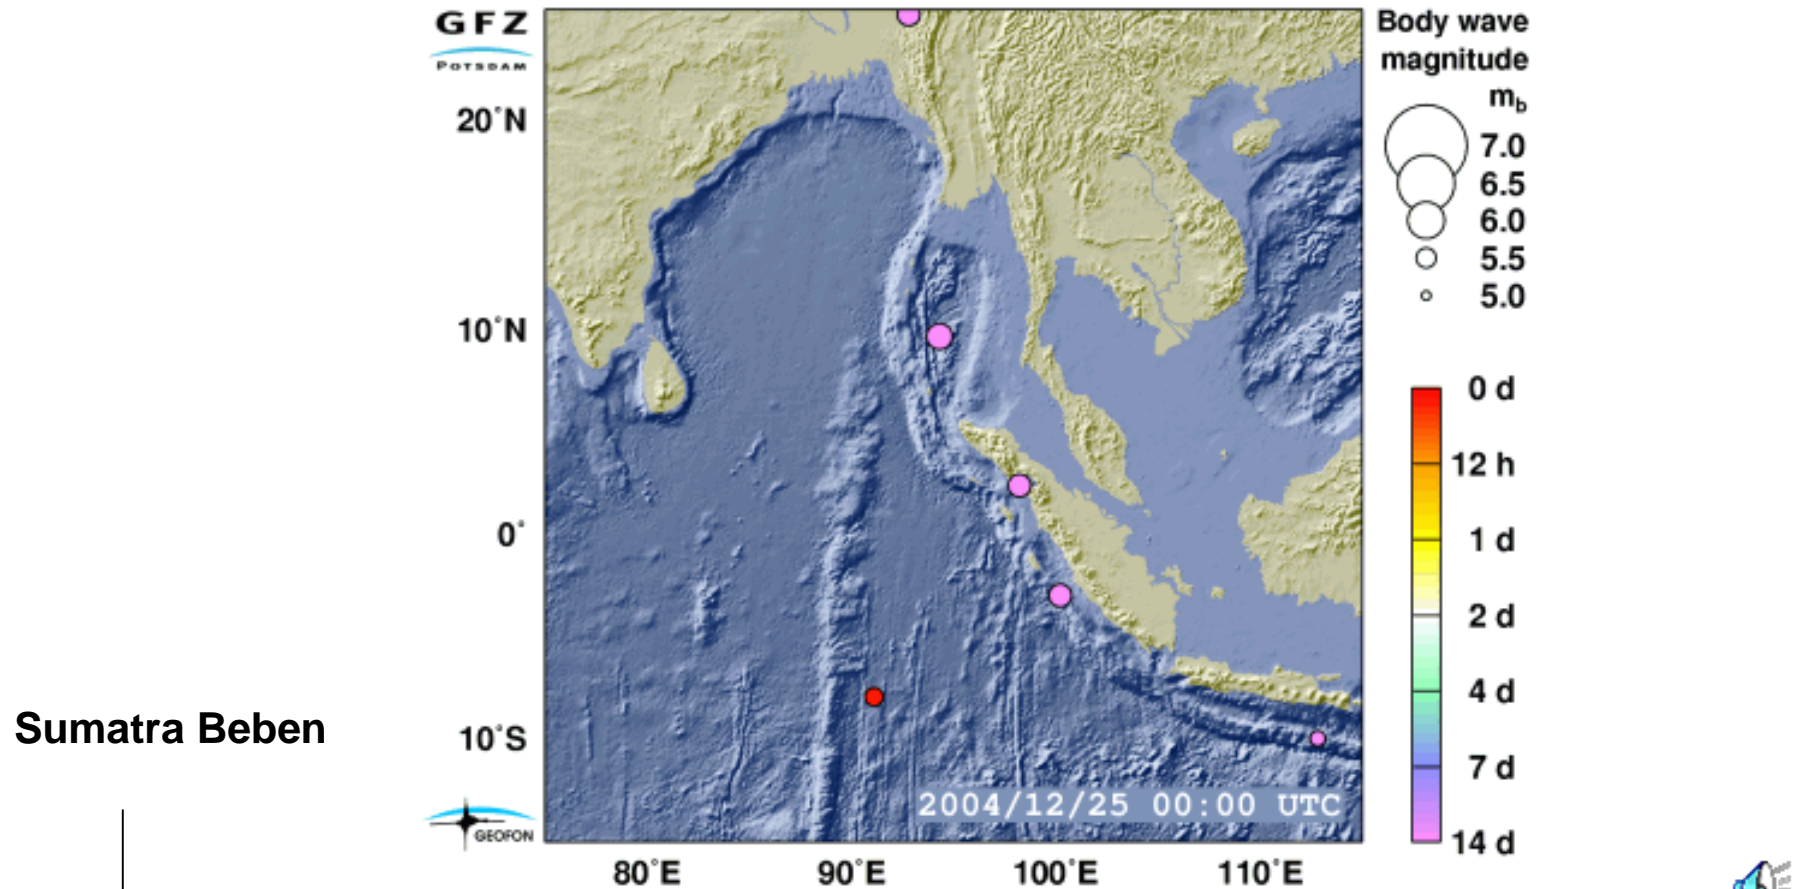 GFZ
POTSDAM
Body wave
magnitude
m_b
7.0
6.5
6.0
5.5
5.0
20°N
10°N
0°
10°S
0 d
12 h
1 d
2 d
4 d
7 d
14 d
Sumatra Beben
2004/12/25 00:00 UTC
GEOFON
80°E
90°E
100°E
110°E